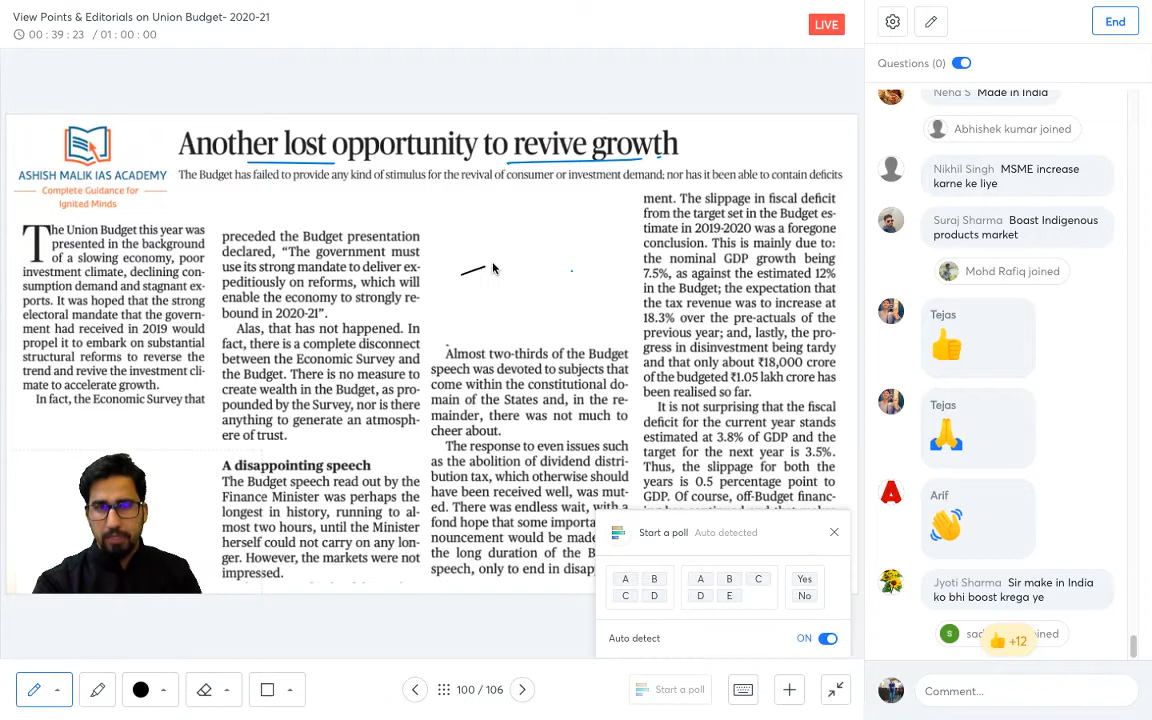 View Points & Editorials on Union Budget- 2020-21
00 : 39 : 23 / 01 : 00 : 00
LIVE
ASHISH MALIK IAS ACADEMY
Complete Guidance for
Ignited Minds
Another lost opportunity to revive growth
The Budget has failed to provide any kind of stimulus for the revival of consumer or investment demand; nor has it been able to contain deficits
The Union Budget this year was
presented in the background
of a slowing economy, poor
investment climate, declining con-
sumption demand and stagnant ex-
ports. It was hoped that the strong
electoral mandate that the govern-
ment had received in 2019 would
propel it to embark on substantial
structural reforms to reverse the
trend and revive the investment cli-
mate to accelerate growth.
In fact, the Economic Survey that
preceded the Budget presentation
declared, “The government must
use its strong mandate to deliver ex-
peditiously on reforms, which will
enable the economy to strongly re-
bound in 2020-21”.
Alas, that has not happened. In
fact, there is a complete disconnect
between the Economic Survey and
the Budget. There is no measure to
create wealth in the Budget, as pro-
pounded by the Survey, nor is there
anything to generate an atmosph-
ere of trust.
A disappointing speech
The Budget speech read out by the
Finance Minister was perhaps the
longest in history, running to al-
most two hours, until the Minister
herself could not carry on any lon-
ger. However, the markets were not
impressed.
Almost two-thirds of the Budget
speech was devoted to subjects that
come within the constitutional do-
main of the States and, in the re-
mainder, there was not much to
cheer about.
The response to even issues such
as the abolition of dividend distri-
bution tax, which otherwise should
have been received well, was mut-
ed. There was endless wait, with a
fond hope that some importa
nouncement would be made
the long duration of the B
speech, only to end in disap
ment. The slippage in fiscal deficit
from the target set in the Budget es-
timate in 2019-2020 was a foregone
conclusion. This is mainly due to:
the nominal GDP growth being
7.5%, as against the estimated 12%
in the Budget; the expectation that
the tax revenue was to increase at
18.3% over the pre-actuals of the
previous year; and, lastly, the pro-
gress in disinvestment being tardy
and that only about ₹18,000 crore
of the budgeted ₹1.05 lakh crore has
been realised so far.
It is not surprising that the fiscal
deficit for the current year stands
estimated at 3.8% of GDP and the
target for the next year is 3.5%.
Thus, the slippage for both the
years is 0.5 percentage point to
GDP. Of course, off-Budget financ-
Start a poll Auto detected
A B
C D
A B C
D E
Yes
No
Auto detect ON
100 / 106
Start a poll
End
Questions (0)
Neha S Made in India
Abhishek kumar joined
Nikhil Singh MSME increase
karne ke liye
Suraj Sharma Boast Indigenous
products market
Mohd Rafiq joined
Tejas
Tejas
A
Arif
Jyoti Sharma Sir make in India
ko bhi boost krega ye
S
+12
Comment...